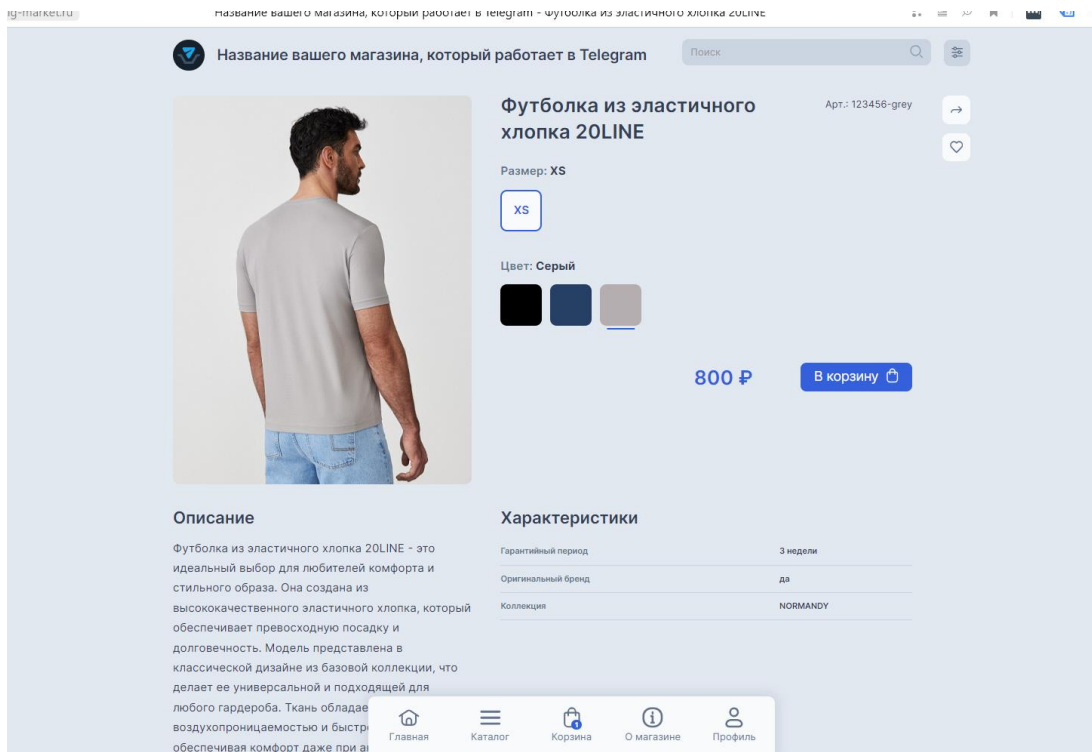 g-market.ru
Название вашего магазина, который работает в Telegram - Футболка из эластичного хлопка 20LINE
Название вашего магазина, который работает в Telegram
Поиск
Футболка из эластичного
хлопка 20LINE
Арт.: 123456-grey
Размер: XS
XS
Цвет: Серый
800 ₽
В корзину
Описание
Футболка из эластичного хлопка 20LINE - это
идеальный выбор для любителей комфорта и
стильного образа. Она создана из
высококачественного эластичного хлопка, который
обеспечивает превосходную посадку и
долговечность. Модель представлена в
классической дизайне из базовой коллекции, что
делает ее универсальной и подходящей для
любого гардероба. Ткань обладае
воздухопроницаемостью и быстр
обеспечивая комфорт даже при а
Характеристики
Гарантийный период 3 недели
Оригинальный бренд да
Коллекция NORMANDY
1
Главная Каталог Корзина О магазине Профиль